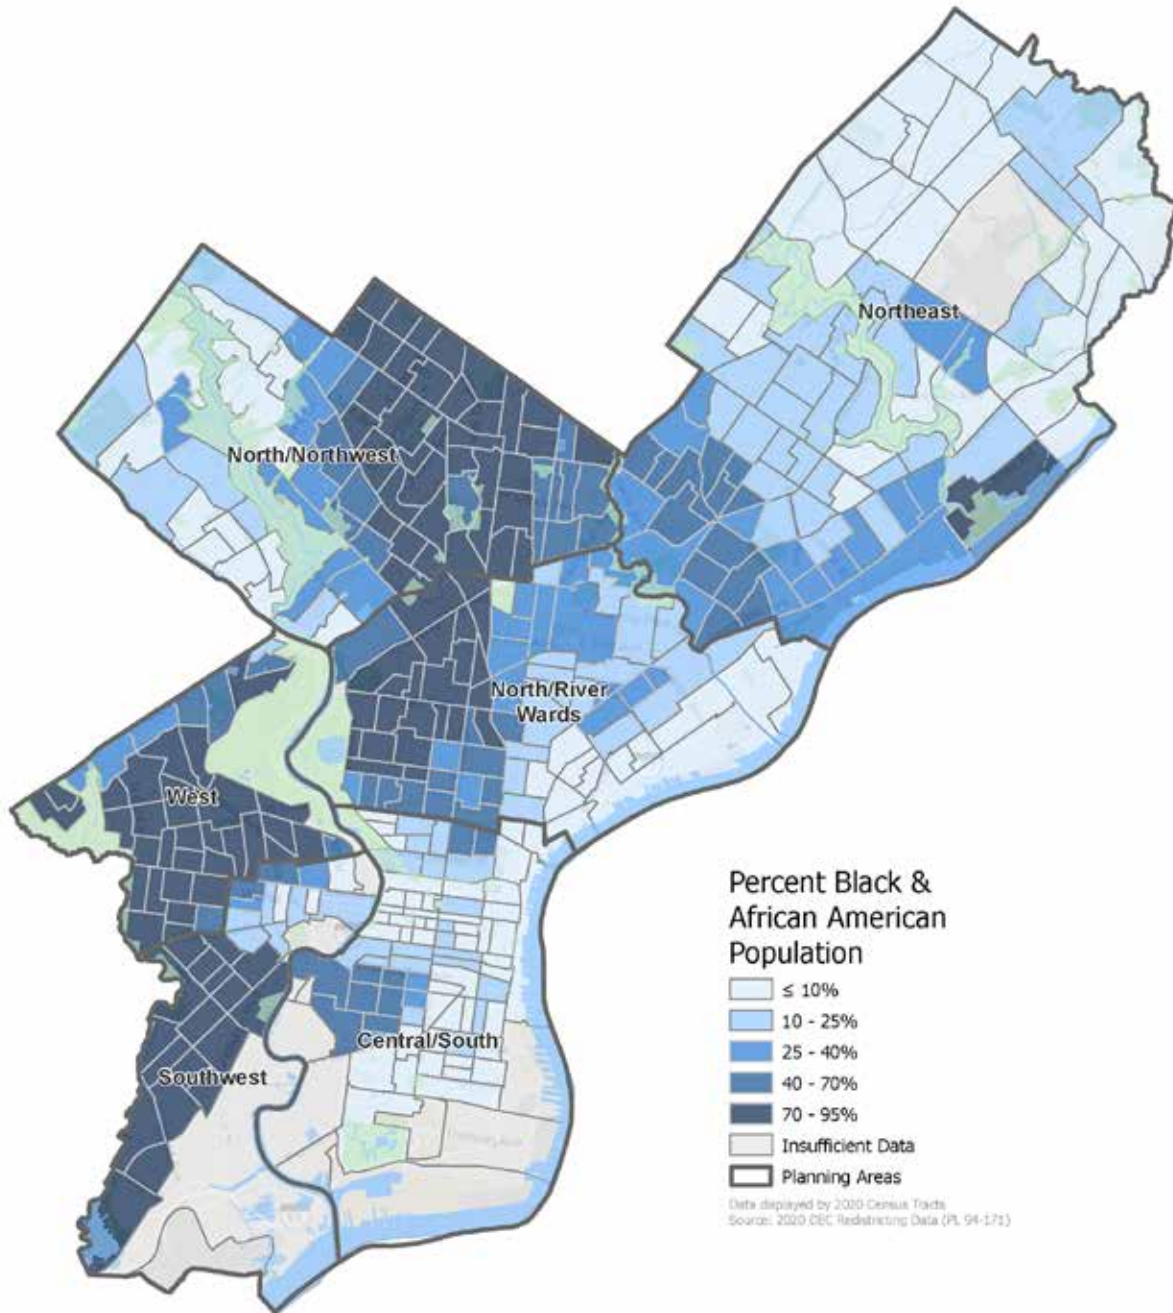 Northeast
North/Northwest
North/River
Wards
West
Central/South
Southwest
Percent Black &
African American
Population
≤ 10%
10 - 25%
25 - 40%
40 - 70%
70 - 95%
Insufficient Data
Planning Areas
Data displayed by 2020 Census Tracts
Source: 2020 DEC Redistricting Data (PL 94-171)